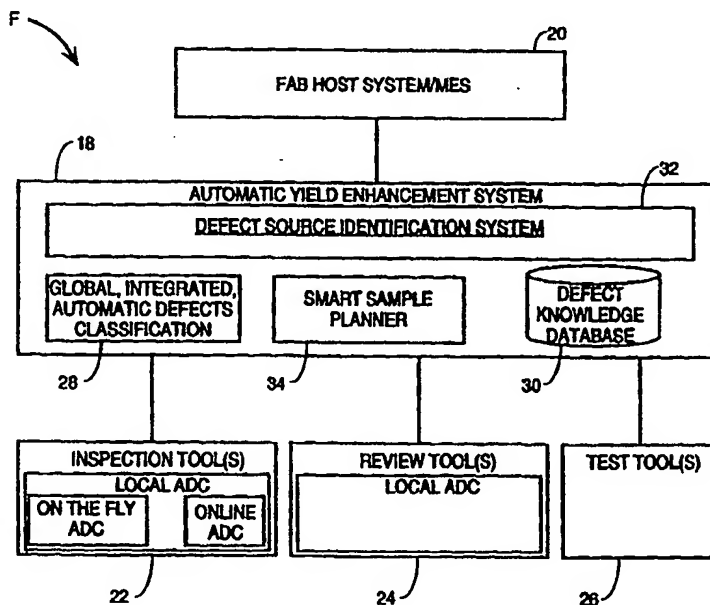 F
20
FAB HOST SYSTEM/MES
18
32
AUTOMATIC YIELD ENHANCEMENT SYSTEM
DEFECT SOURCE IDENTIFICATION SYSTEM
GLOBAL, INTEGRATED,
AUTOMATIC DEFECTS
CLASSIFICATION
SMART SAMPLE
PLANNER
DEFECT
KNOWLEDGE
DATABASE
28
34
30
INSPECTION TOOL(S)
LOCAL ADC
ON THE FLY
ADC
ONLINE
ADC
REVIEW TOOL(S)
LOCAL ADC
TEST TOOL(S)
22
24
26